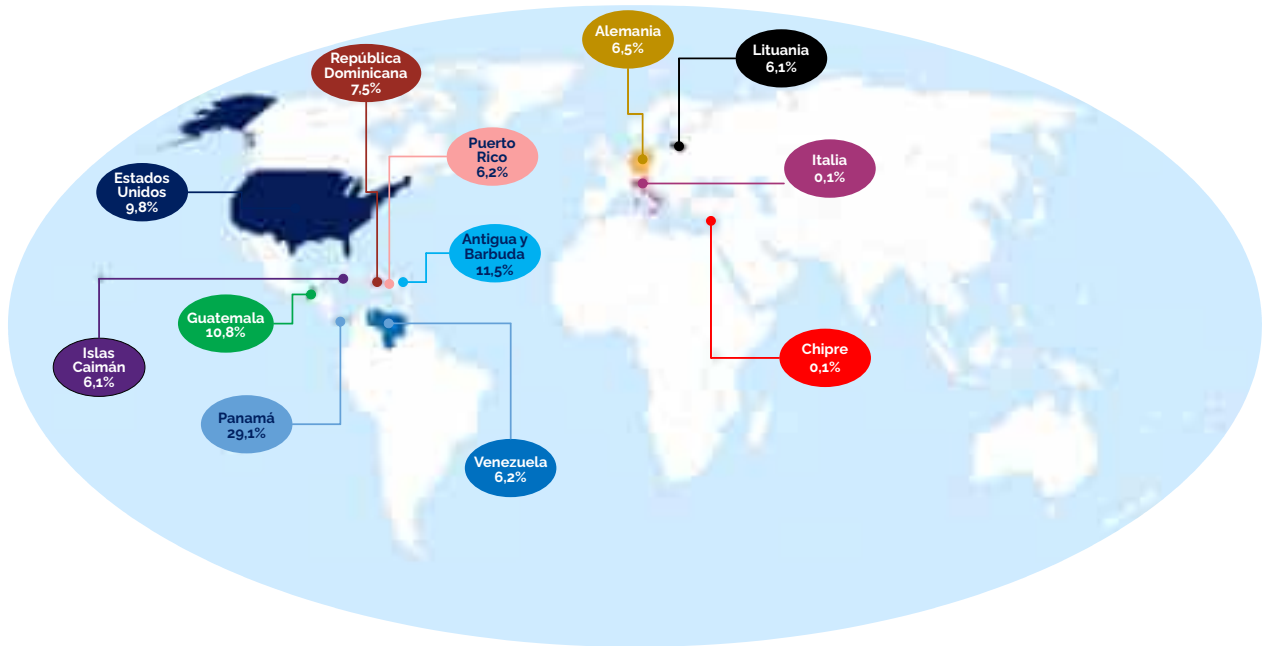 Alemania
6,5%
Lituania
6,1%
República
Dominicana
7,5%
Puerto
Rico
6,2%
Italia
0,1%
Estados
Unidos
9,8%
Antigua y
Barbuda
11,5%
Guatemala
10,8%
Islas
Caimán
6,1%
Chipre
0,1%
Panamá
29,1%
Venezuela
6,2%